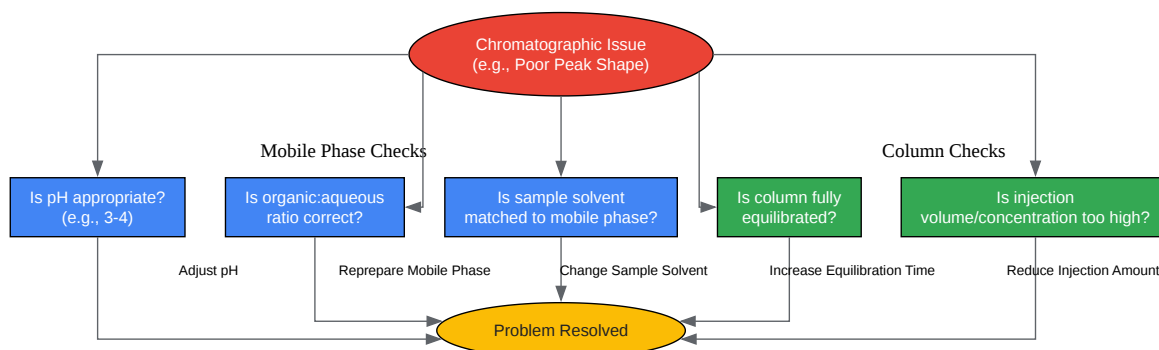 Chromatographic Issue
(e.g., Poor Peak Shape)
Mobile Phase Checks
Column Checks
Is pH appropriate?
(e.g., 3-4)
Is organic:aqueous
ratio correct?
Is sample solvent
matched to mobile phase?
Is column fully
equilibrated?
Is injection
volume/concentration too high?
Adjust pH
Reprepare Mobile Phase
Change Sample Solvent
Increase Equilibration Time
Reduce Injection Amount
Problem Resolved